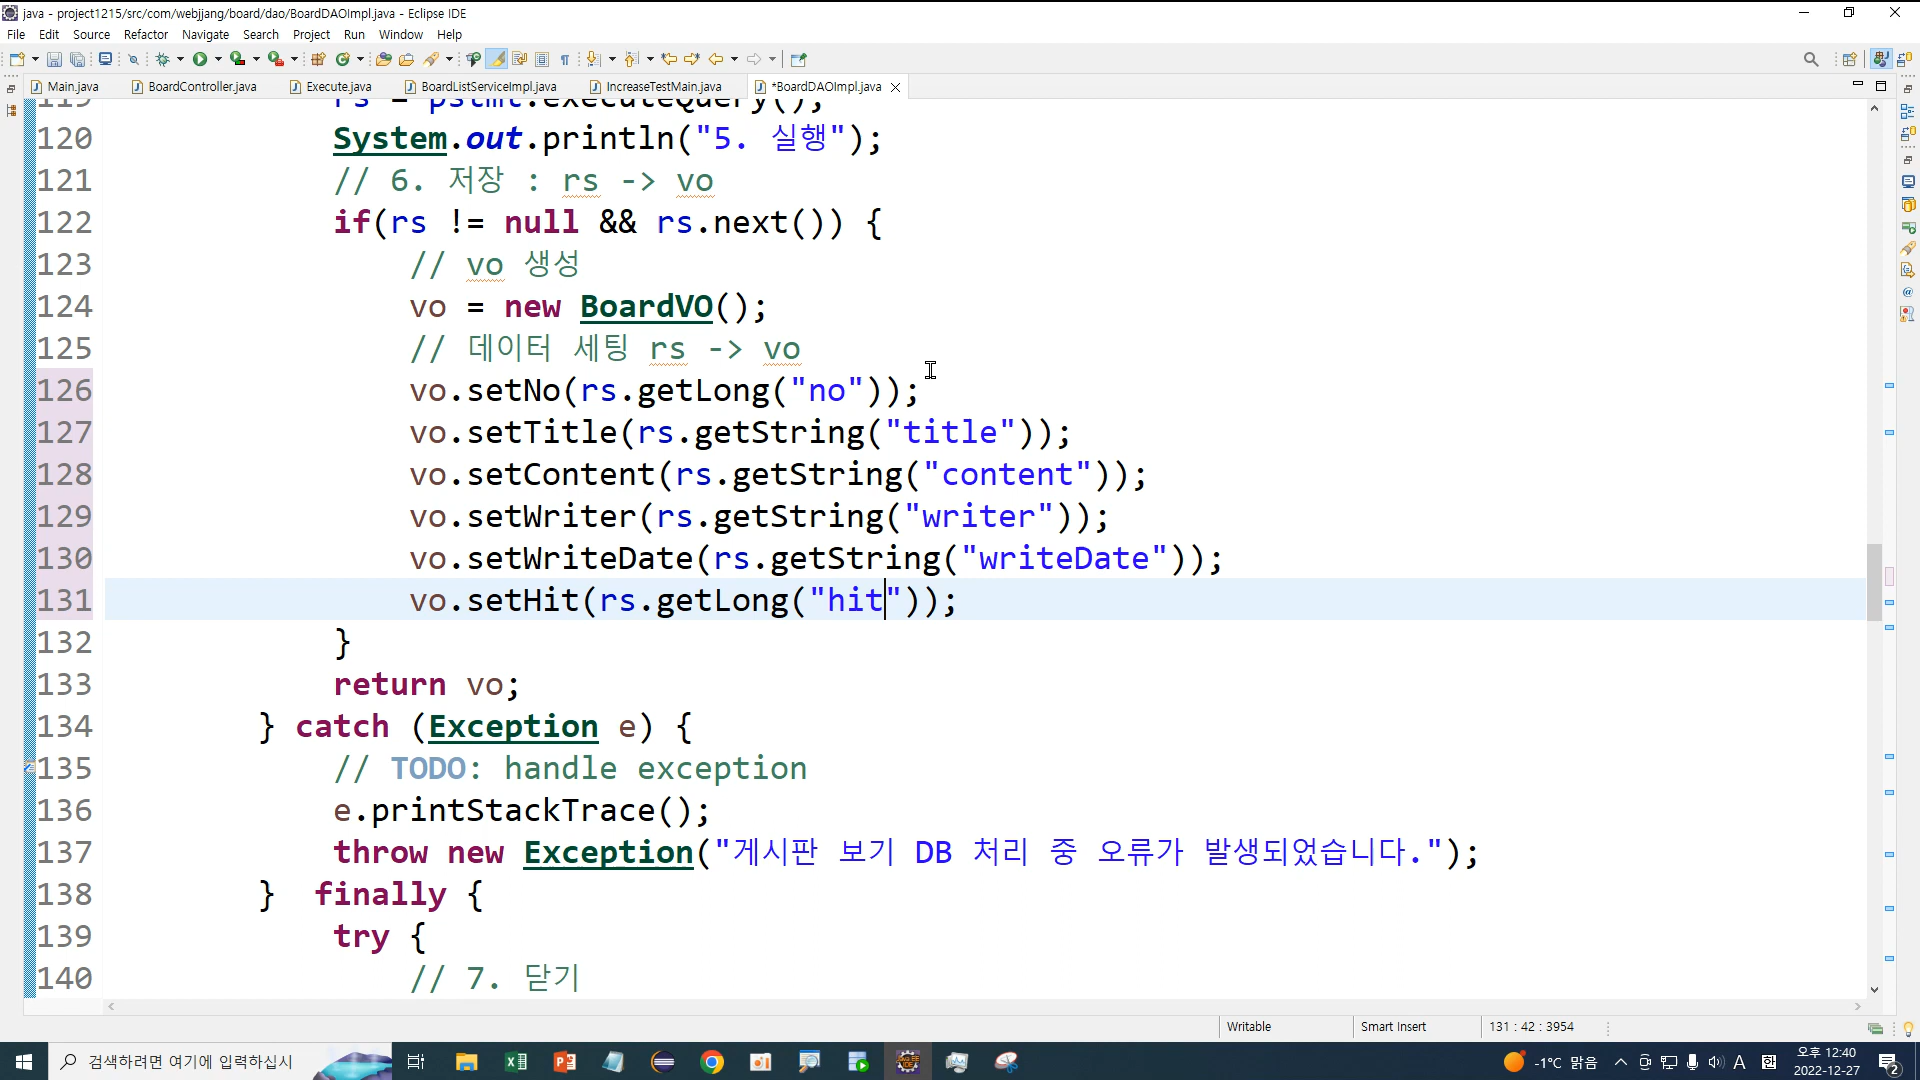 java - project1215/src/com/webjjang/board/dao/BoardDAOImpl.java - Eclipse IDE
File Edit Source Refactor Navigate Search Project Run Window Help
Main.java BoardController.java Execute.java BoardListServiceImpl.java IncreaseTestMain.java *BoardDAOImpl.java
119 rs = pstmt.executeQuery();
120 System.out.println("5. 실행");
121 // 6. 저장 : rs -> vo
122 if(rs != null && rs.next()) {
123 // vo 생성
124 vo = new BoardVO();
125 // 데이터 세팅 rs -> vo
126 vo.setNo(rs.getLong("no"));
127 vo.setTitle(rs.getString("title"));
128 vo.setContent(rs.getString("content"));
129 vo.setWriter(rs.getString("writer"));
130 vo.setWriteDate(rs.getString("writeDate"));
131 vo.setHit(rs.getLong("hit"));
132 }
133 return vo;
134 } catch (Exception e) {
135 // TODO: handle exception
136 e.printStackTrace();
137 throw new Exception("게시판 보기 DB 처리 중 오류가 발생되었습니다.");
138 } finally {
139 try {
140 // 7. 닫기
Writable Smart Insert 131 : 42 : 3954
검색하려면 여기에 입력하십시 -1°C 맑음 A 한 오후 12:40
2022-12-27 2